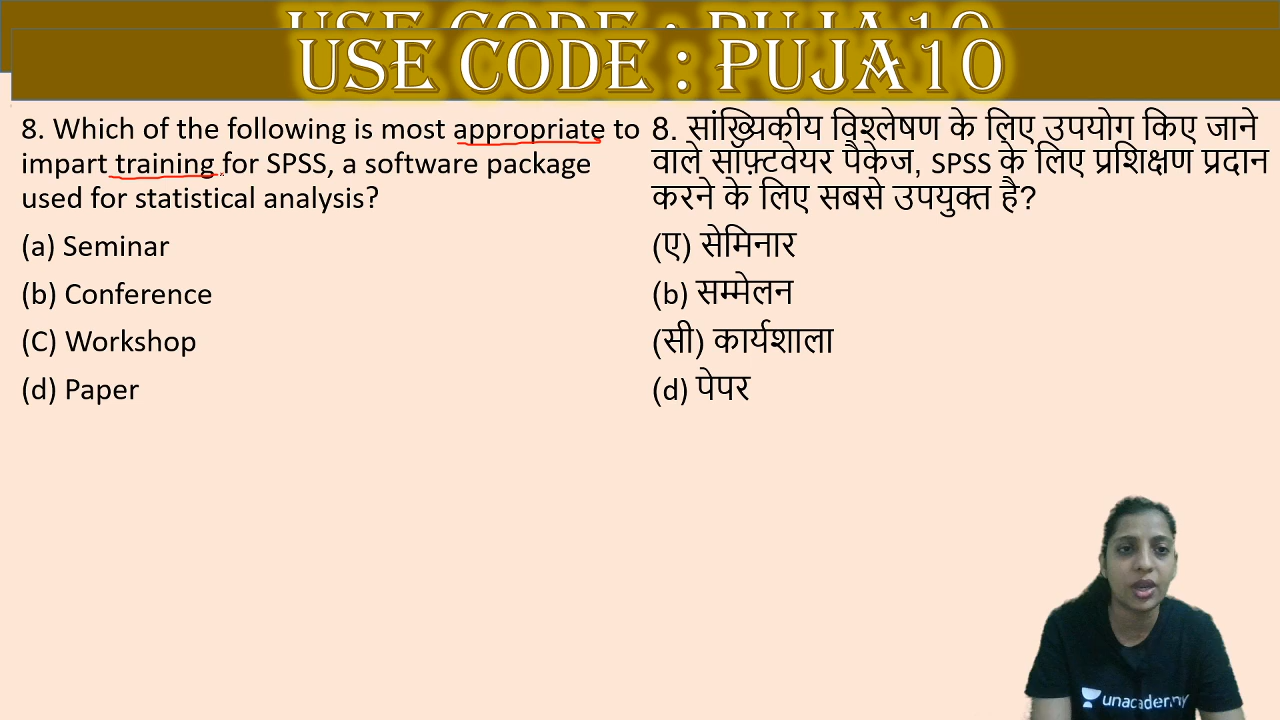 USE CODE : PUJA10
USE CODE : PUJA10
8. Which of the following is most appropriate to
impart training for SPSS, a software package
used for statistical analysis?
(a) Seminar
(b) Conference
(C) Workshop
(d) Paper
8. सांख्यिकीय विश्लेषण के लिए उपयोग किए जाने
वाले सॉफ़्टवेयर पैकेज, SPSS के लिए प्रशिक्षण प्रदान
करने के लिए सबसे उपयुक्त है?
(ए) सेमिनार
(b) सम्मेलन
(सी) कार्यशाला
(d) पेपर
unacademy